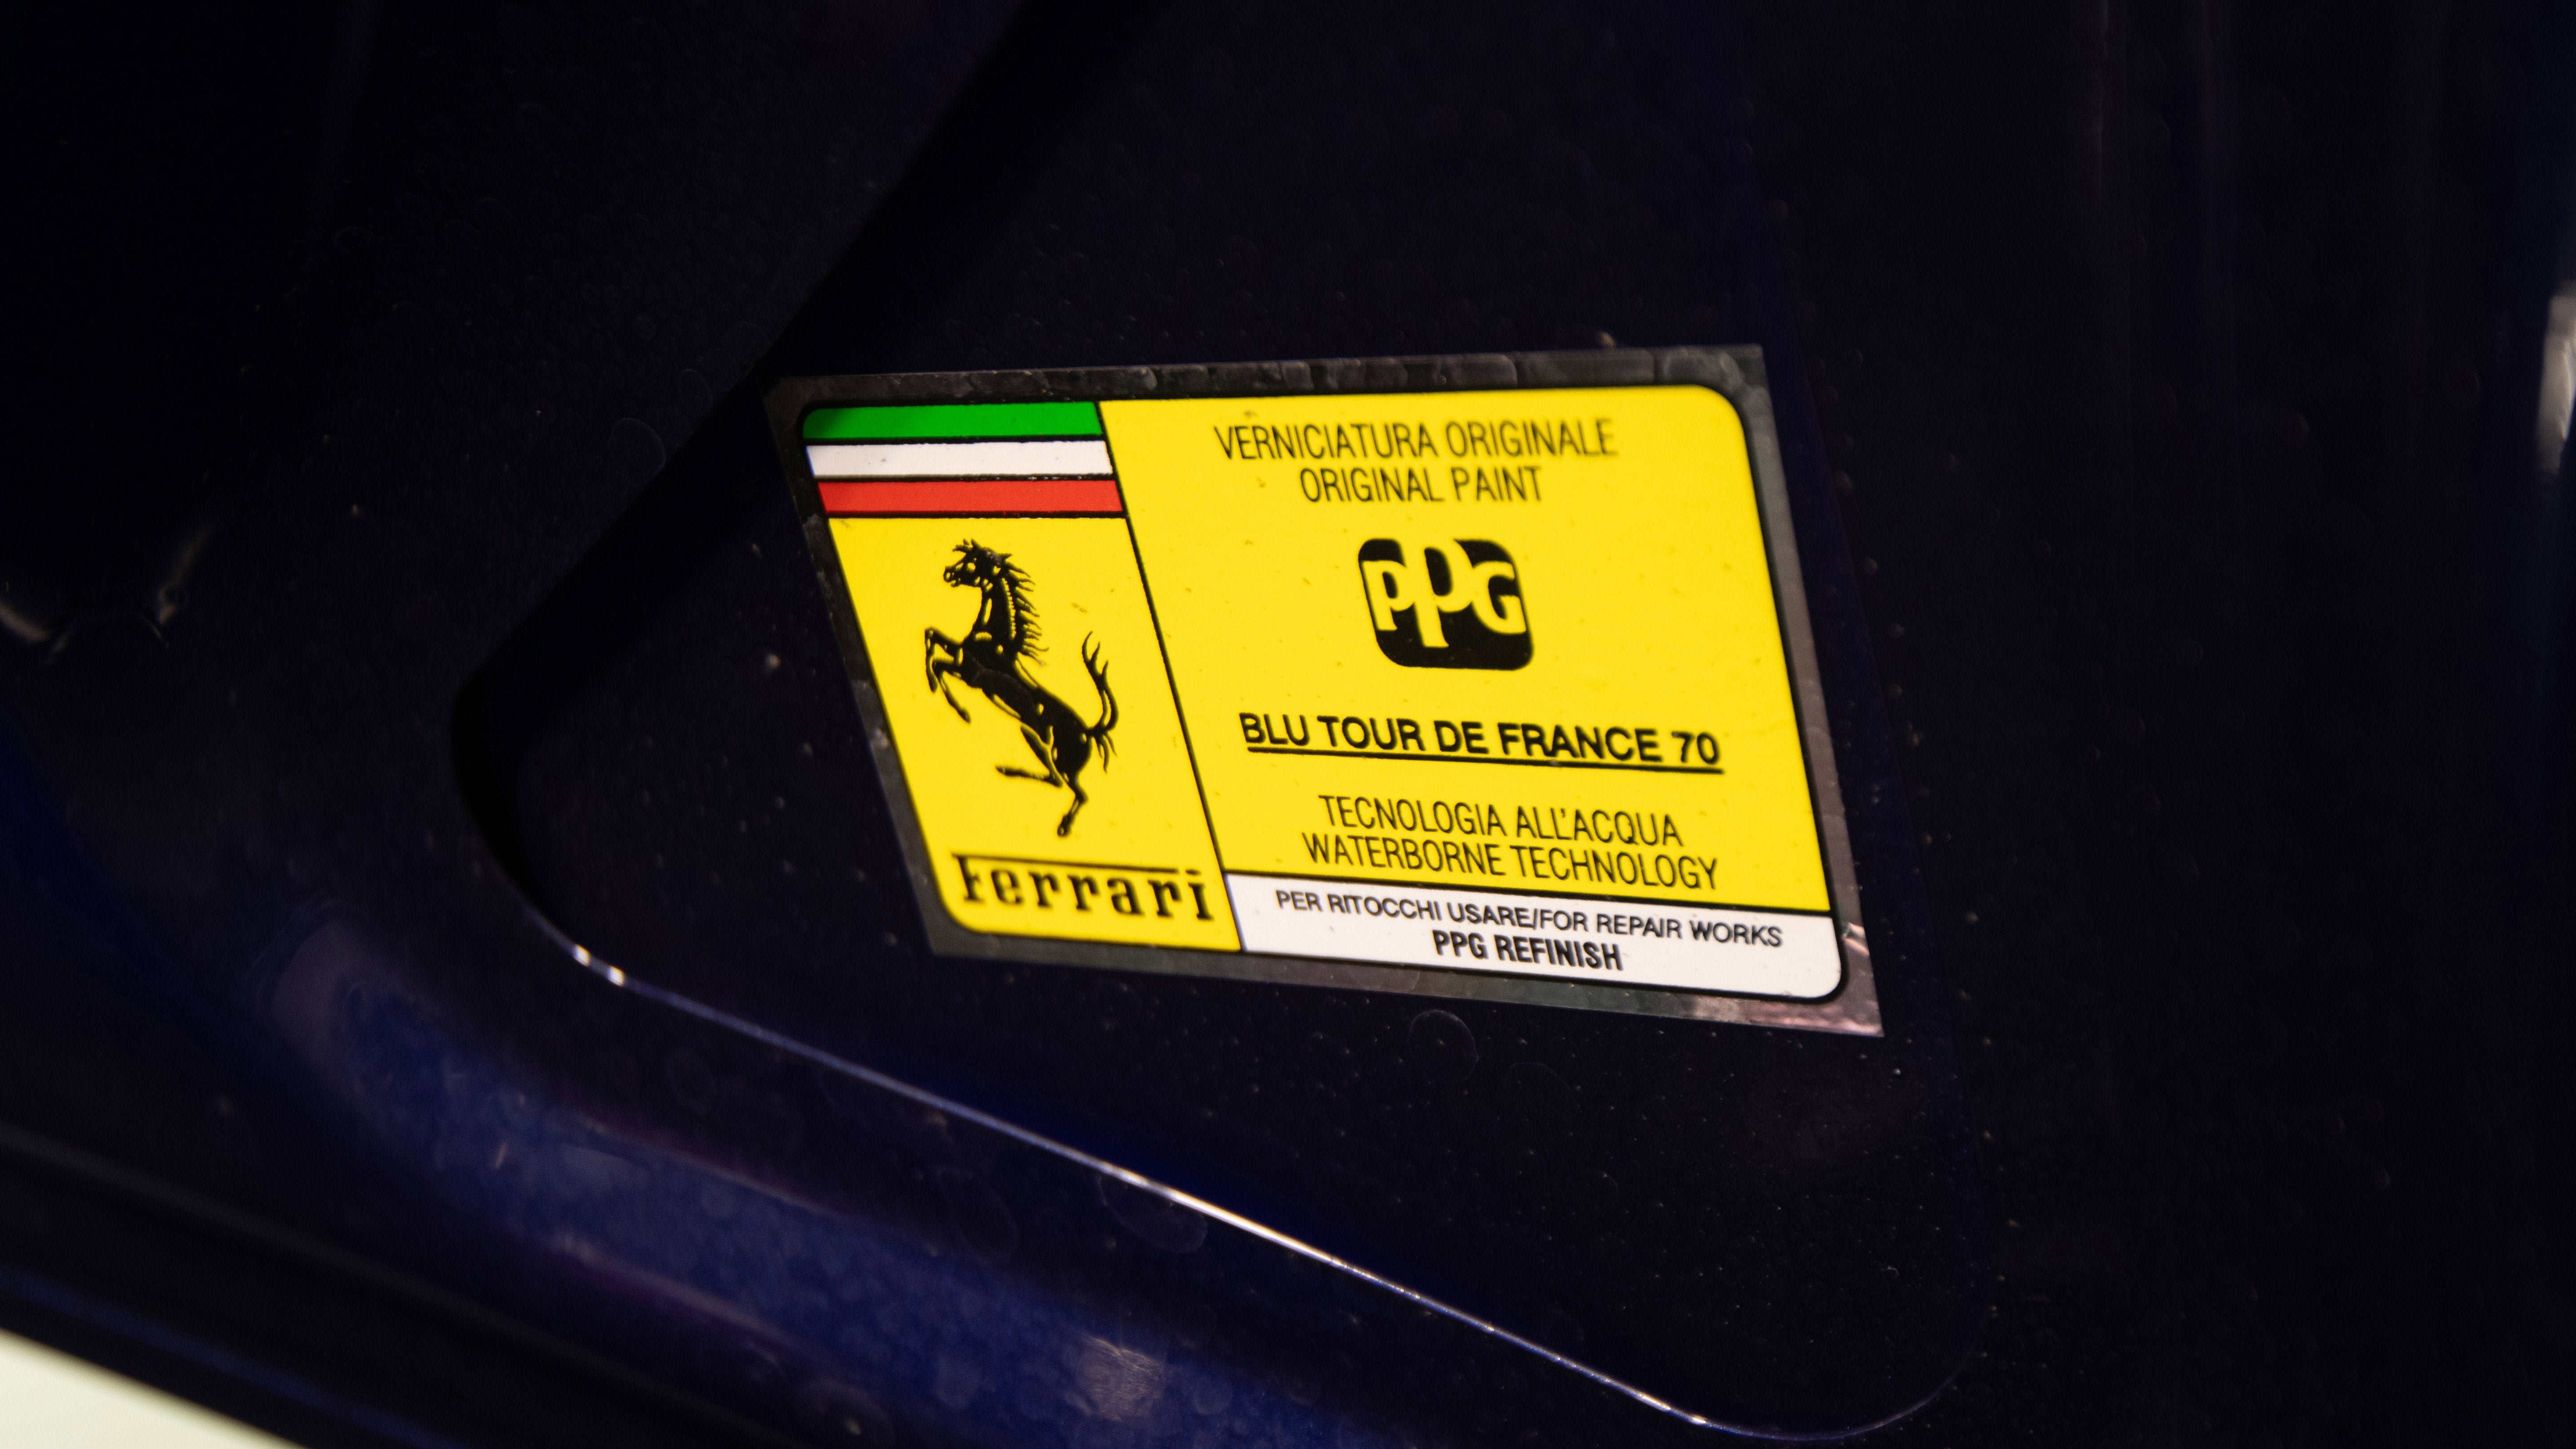 VERNICIATURA ORIGINALE
ORIGINAL PAINT
PPG
BLU TOUR DE FRANCE 70
TECNOLOGIA ALL'ACQUA
WATERBORNE TECHNOLOGY
Ferrari
PER RITOCCHI USARE/FOR REPAIR WORKS
PPG REFINISH